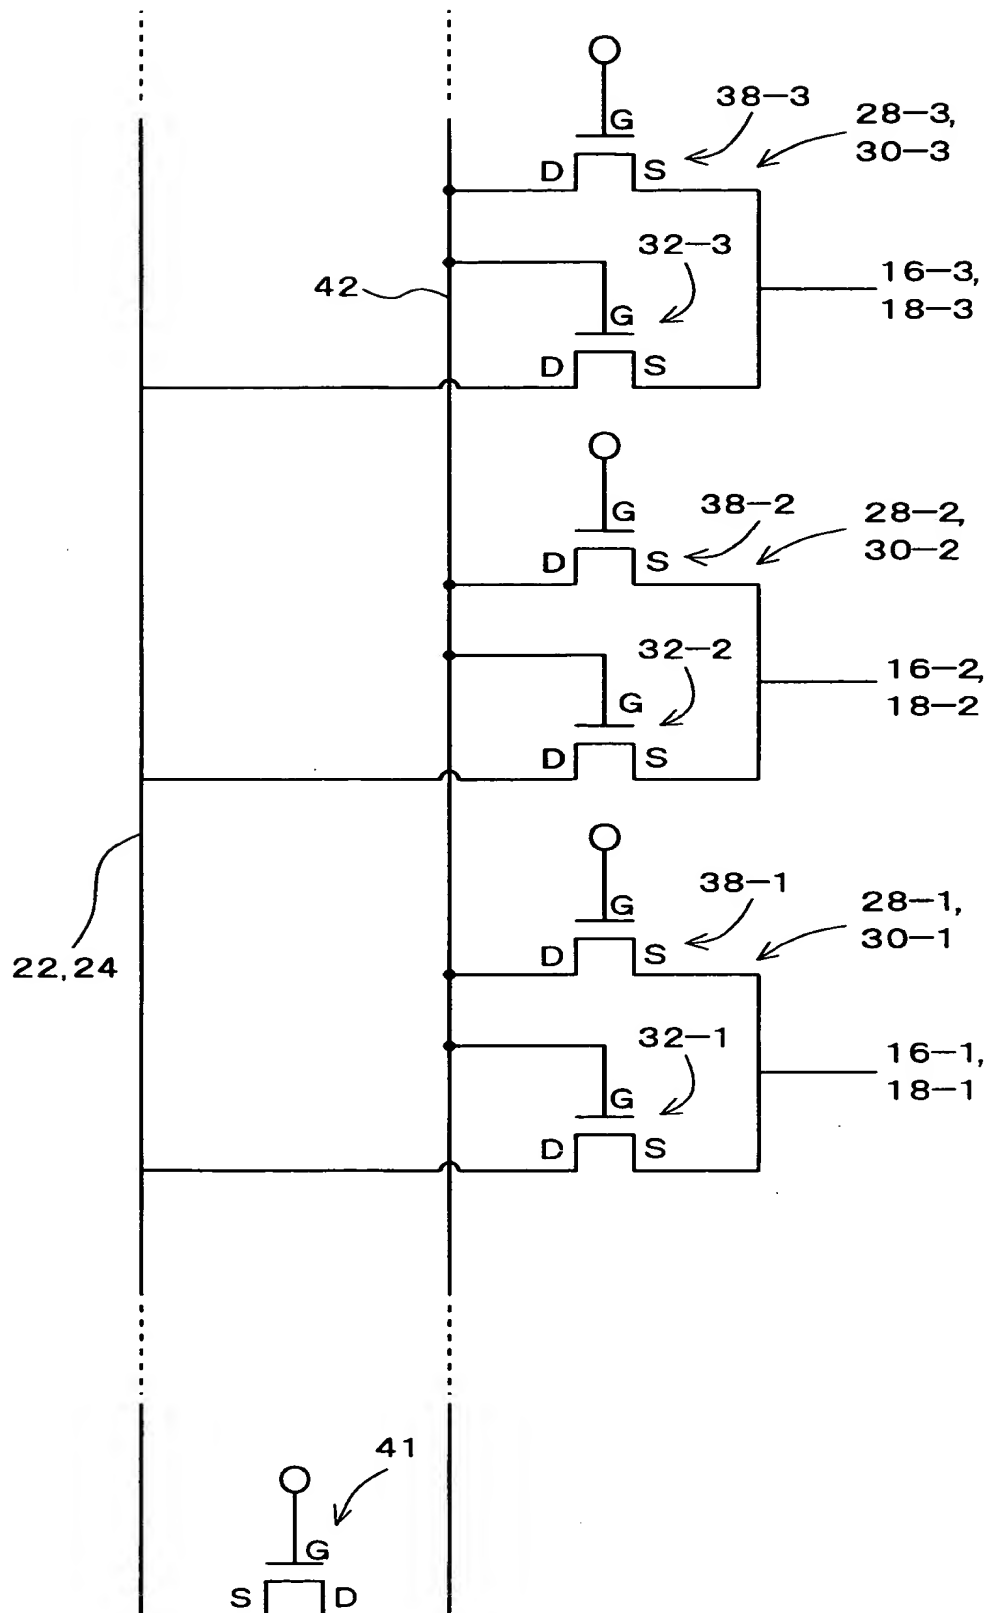 G
38-3
28-3,
30-3
D
S
32-3
16-3,
18-3
42
G
D
S
38-2
28-2,
30-2
G
D
S
32-2
16-2,
18-2
G
D
S
38-1
28-1,
30-1
G
D
S
22,24
32-1
16-1,
18-1
G
D
S
41
G
S
D